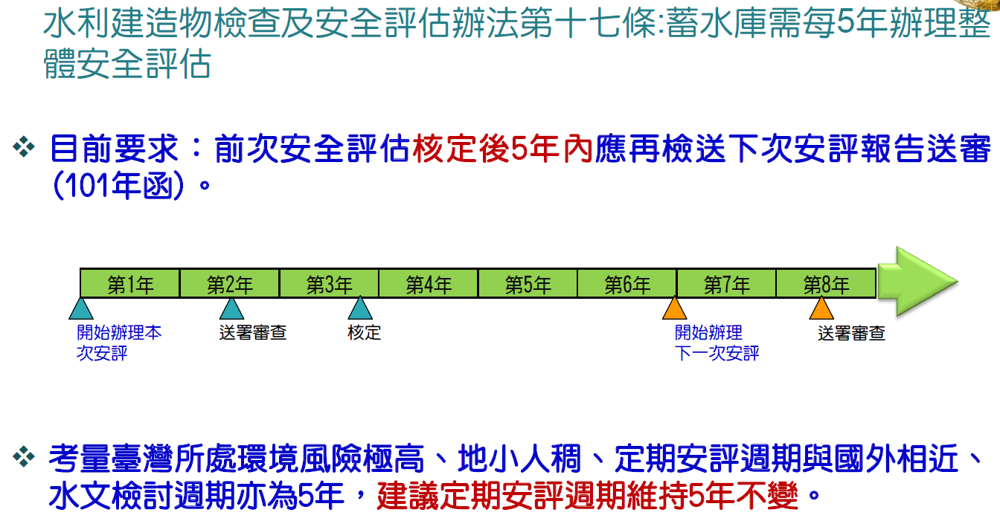 水利建造物檢查及安全評估辦法第十七條:蓄水庫需每5年辦理整
體安全評估
目前要求：前次安全評估核定後5年內應再檢送下次安評報告送審
(101年函)。
第1年 第2年 第3年 第4年 第5年 第6年 第7年 第8年
開始辦理本
次安評
送署審查
核定
開始辦理
下一次安評
送署審查
考量臺灣所處環境風險極高、地小人稠、定期安評週期與國外相近、
水文檢討週期亦為5年，建議定期安評週期維持5年不變。